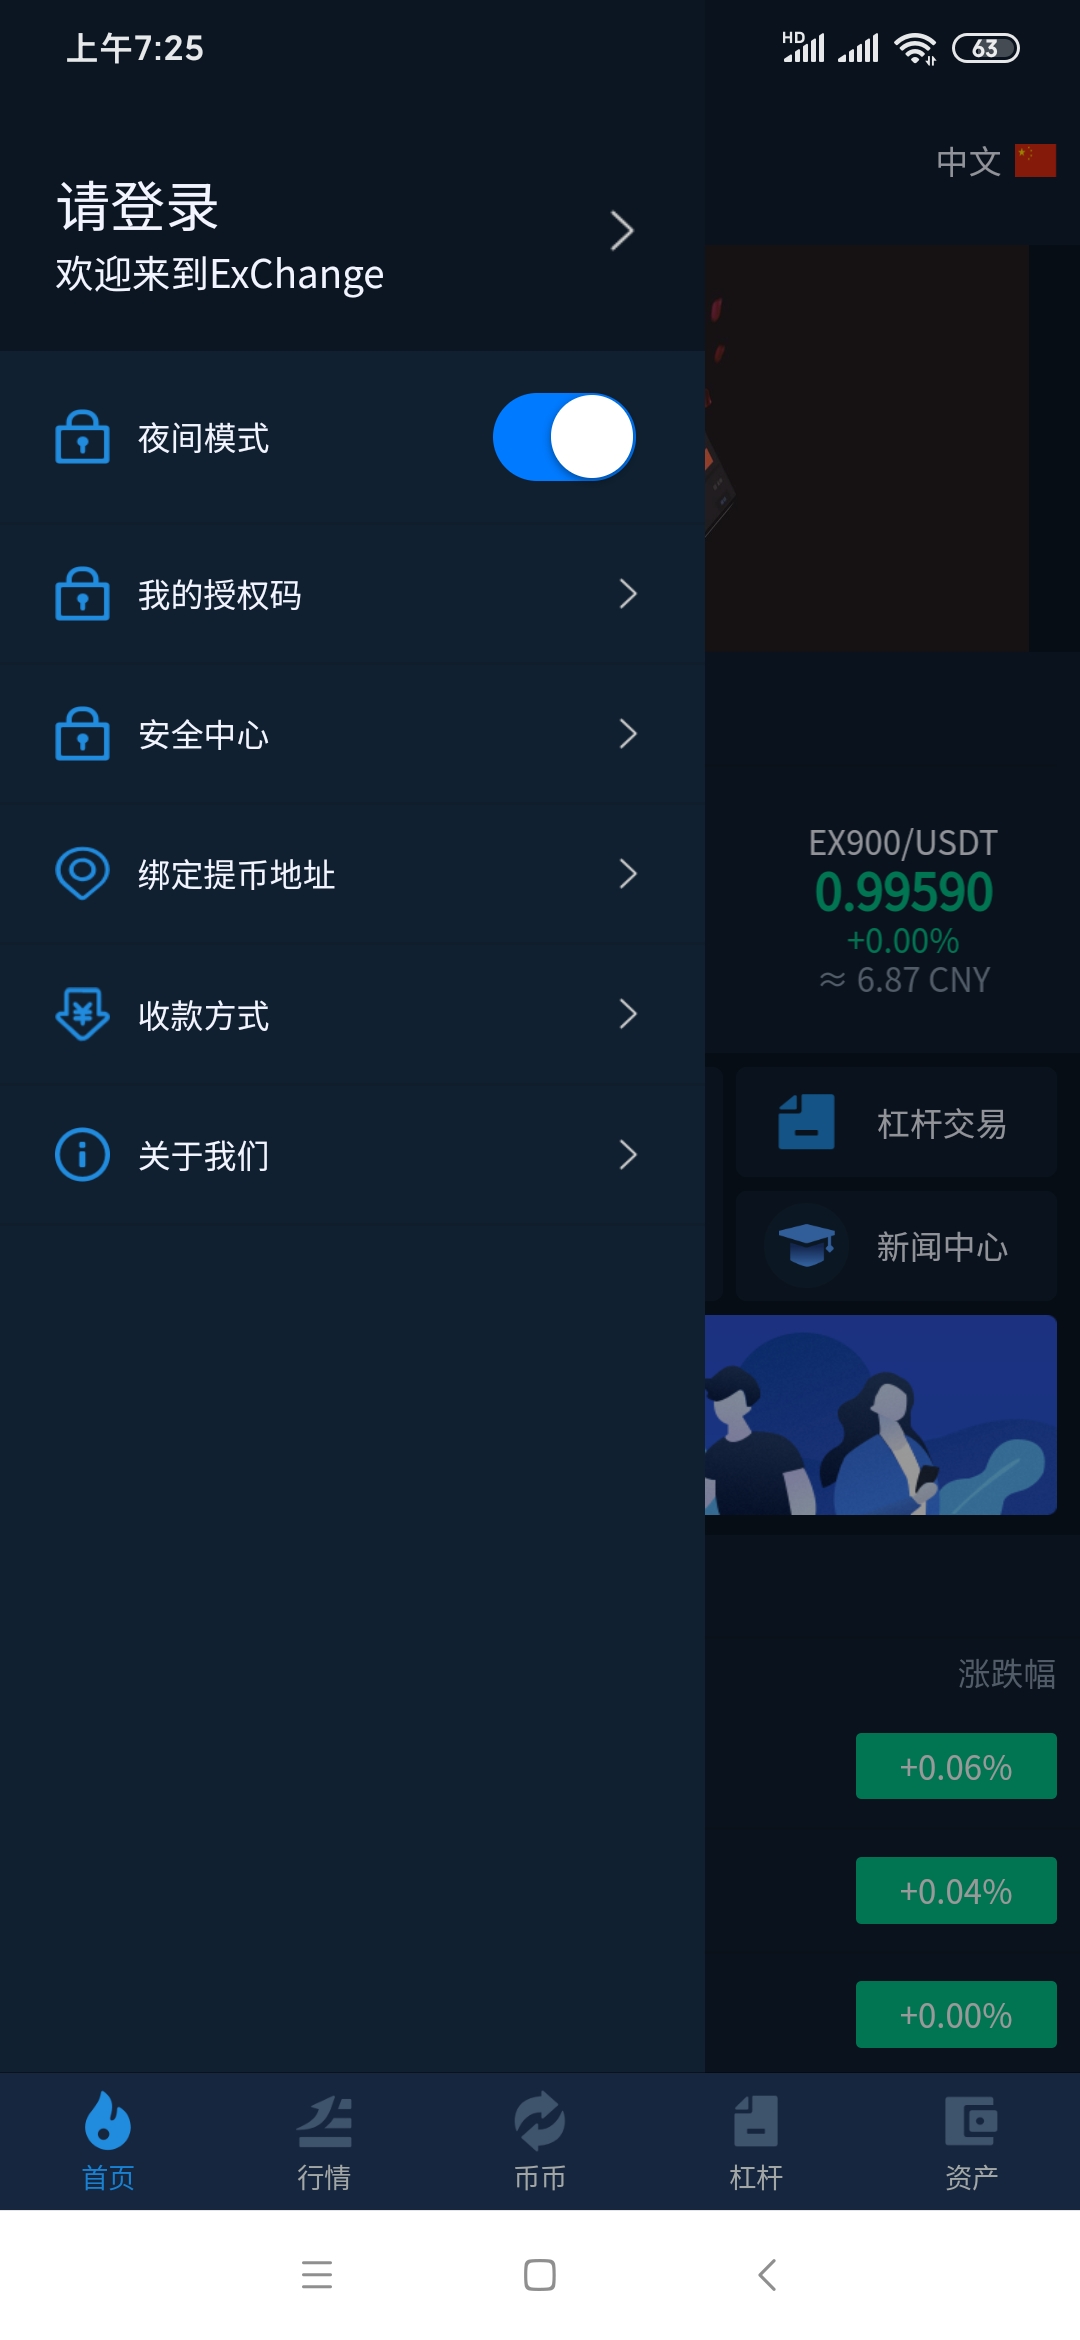 上午7:25
HD
63
中文
请登录
欢迎来到ExChange
夜间模式
我的授权码
安全中心
绑定提币地址
收款方式
关于我们
EX900/USDT
0.99590
+0.00%
≈ 6.87 CNY
杠杆交易
新闻中心
涨跌幅
+0.06%
+0.04%
+0.00%
首页
行情
币币
杠杆
资产